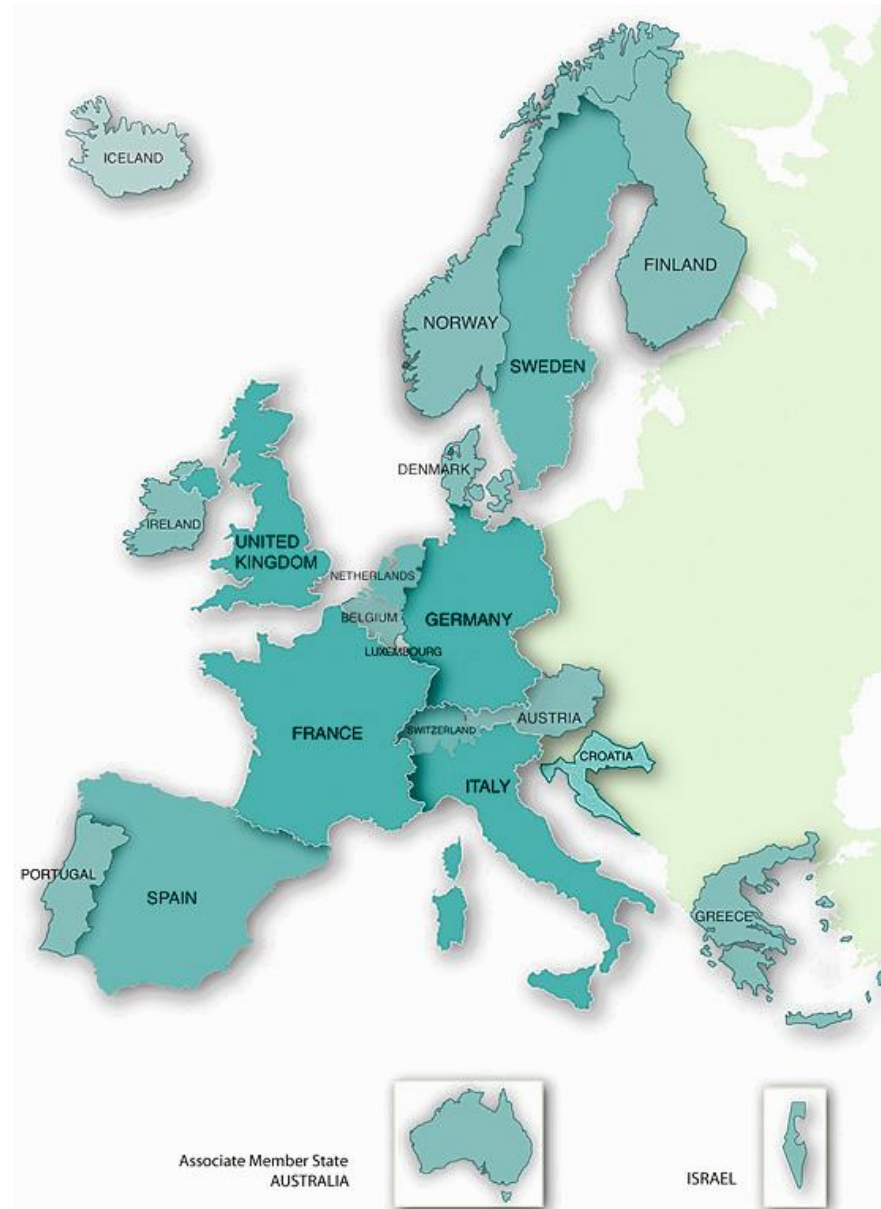 ICELAND
FINLAND
NORWAY
SWEDEN
DENMARK
IRELAND
UNITED
KINGDOM
NETHERLANDS
BELGIUM
GERMANY
LUXEMBOURG
AUSTRIA
SWITZERLAND
FRANCE
CROATIA
ITALY
PORTUGAL
SPAIN
GREECE
Associate Member State
AUSTRALIA
ISRAEL